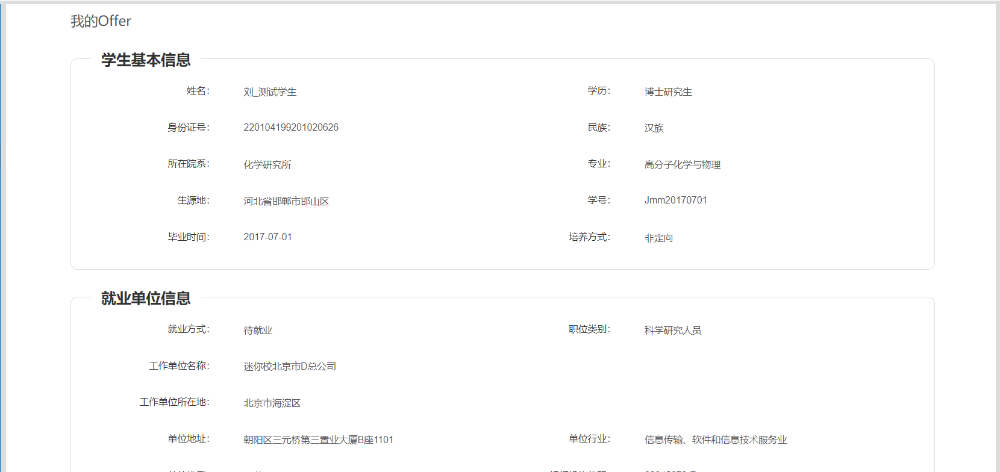 我的Offer
学生基本信息
姓名： 刘_测试学生 学历： 博士研究生
身份证号： 220104199201020626 民族： 汉族
所在院系： 化学研究所 专业： 高分子化学与物理
生源地： 河北省邯郸市邯山区 学号： Jmm20170701
毕业时间： 2017-07-01 培养方式： 非定向
就业单位信息
就业方式： 待就业 职位类别： 科学研究人员
工作单位名称： 迷你校北京市D总公司
工作单位所在地： 北京市海淀区
单位地址： 朝阳区三元桥第三置业大厦B座1101 单位行业： 信息传输、软件和信息技术服务业